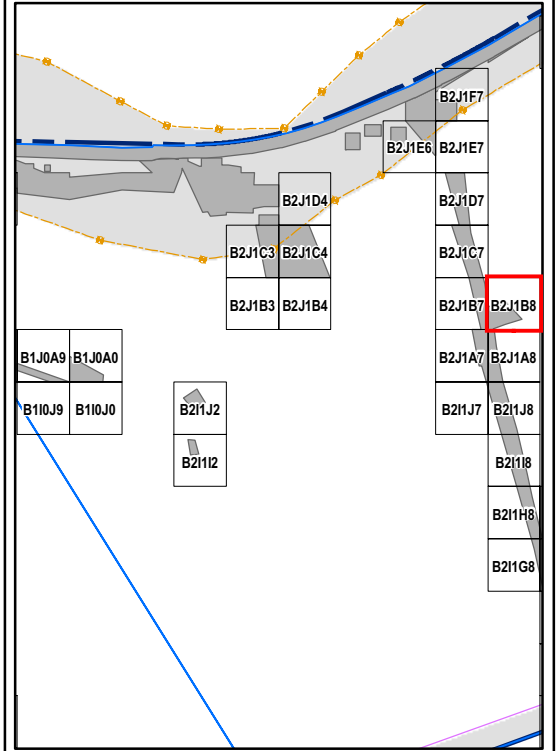 B2J1F7
B2J1E6 B2J1E7
B2J1D4 B2J1D7
B2J1C3 B2J1C4 B2J1C7
B2J1B3 B2J1B4 B2J1B7 B2J1B8
B1J0A9 B1J0A0 B2J1A7 B2J1A8
B1I0J9 B1I0J0 B2I1J2 B2I1J7 B2I1J8
B2I1I2 B2I1I8
B2I1H8
B2I1G8